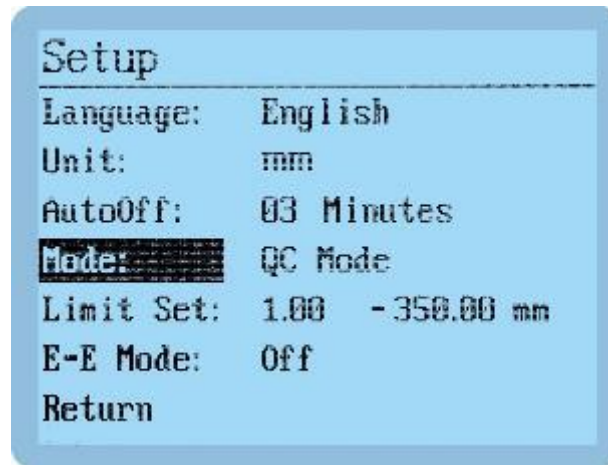 Setup
Language: English
Unit: mm
AutoOff: 03 Minutes
Mode: QC Mode
Limit Set: 1.00 -350.00 mm
E-E Mode: Off
Return